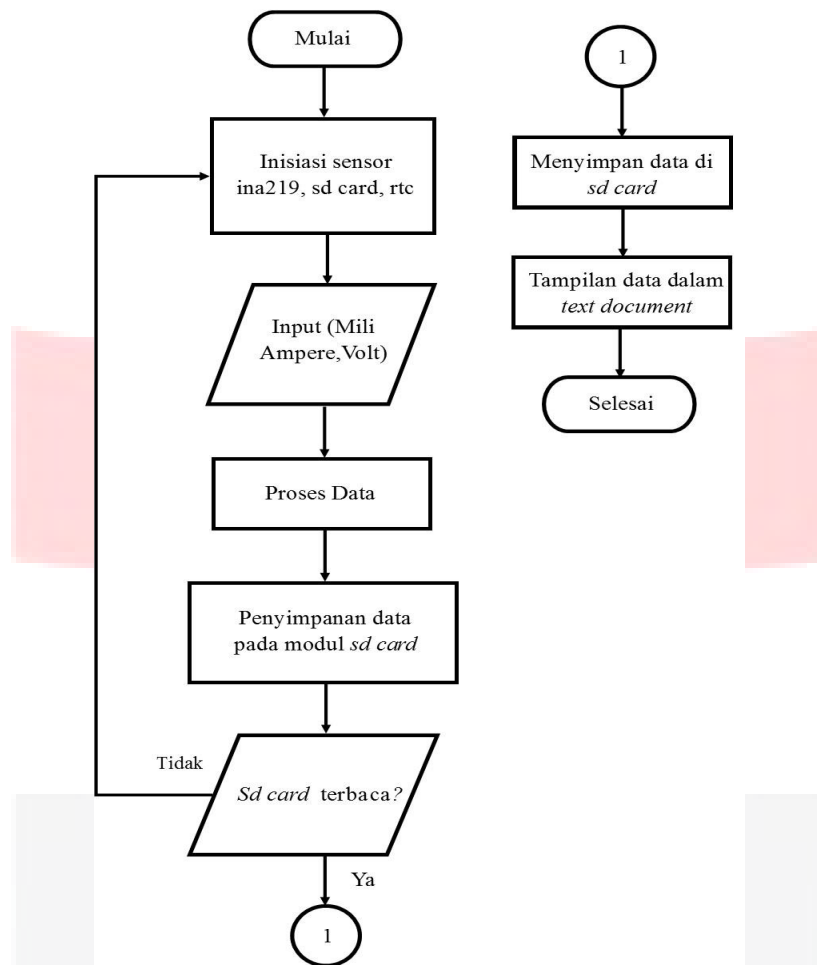 Mulai
Inisiasi sensor
ina219, sd card, rtc
Input (Mili
Ampere,Volt)
Proses Data
Penyimpanan data
pada modul sd card
Tidak
Sd card terbaca?
Ya
1
1
Menyimpan data di
sd card
Tampilan data dalam
text document
Selesai